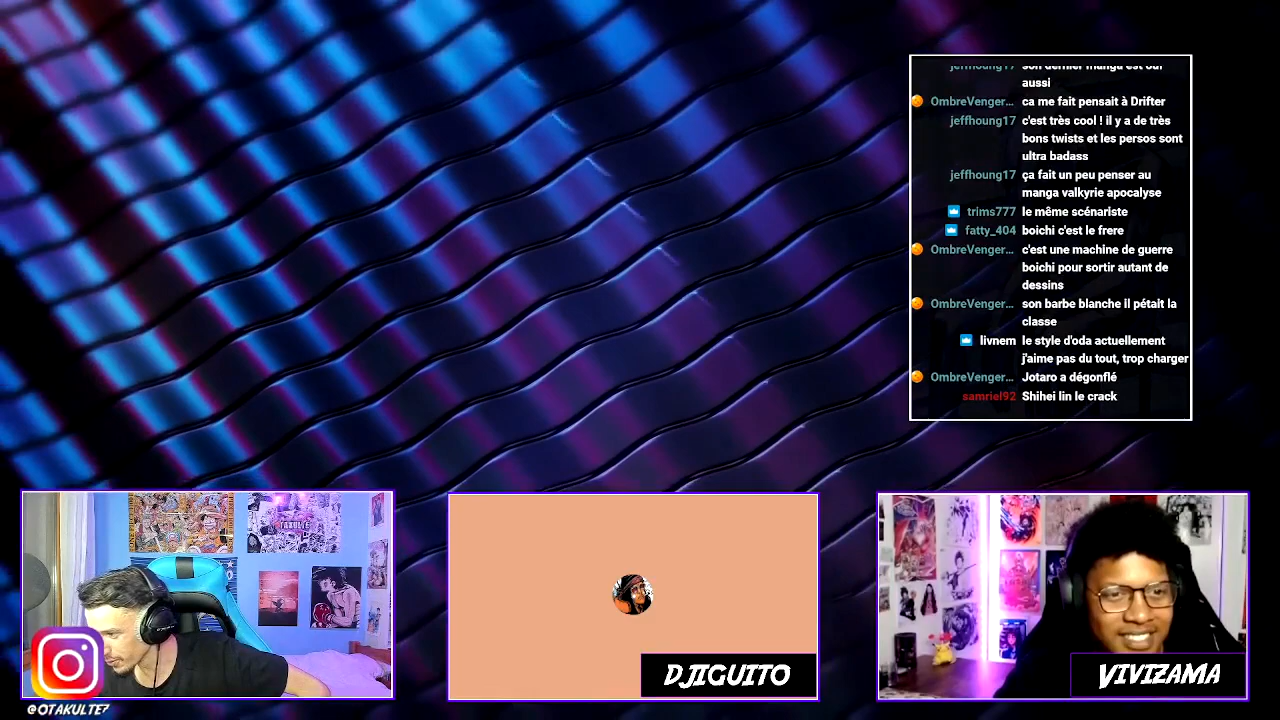 jeffhoung17 son dernier manga est ouf
aussi
OmbreVenger... ca me fait pensait à Drifter
jeffhoung17 c'est très cool ! il y a de très
bons twists et les persos sont
ultra badass
jeffhoung17 ça fait un peu penser au
manga valkyrie apocalyse
trims777 le même scénariste
fatty_404 boichi c'est le frere
OmbreVenger... c'est une machine de guerre
boichi pour sortir autant de
dessins
OmbreVenger... son barbe blanche il pétait la
classe
livnem le style d'oda actuellement
j'aime pas du tout, trop charger
OmbreVenger... Jotaro a dégonflé
samriel92 Shihei lin le crack
DJIGUITO
VIVIZAMA
@OTAKULTE7